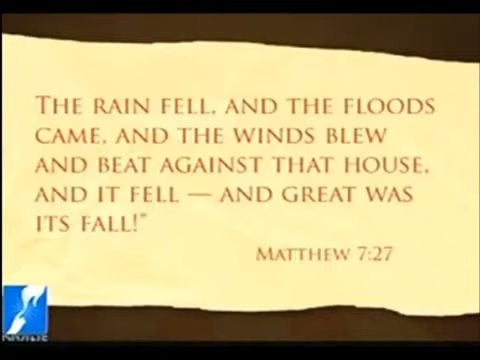 THE RAIN FELL, AND THE FLOODS
CAME, AND THE WINDS BLEW
AND BEAT AGAINST THAT HOUSE,
AND IT FELL — AND GREAT WAS
ITS FALL!"
MATTHEW 7:27
DIVINE